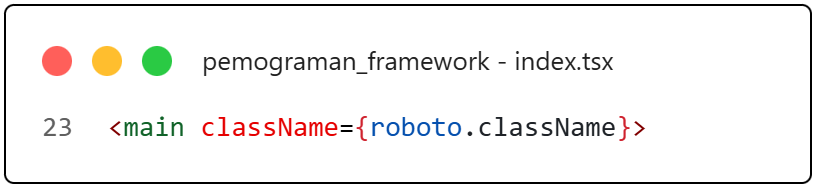 pemograman_framework - index.tsx
23 <main className={roboto.className}>